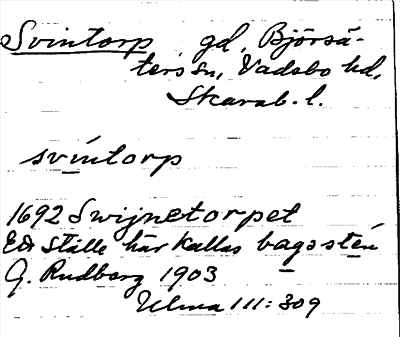 Svintorp gd, Björsä-
ters sn, Vadsbo hd,
Skarab. l.
svintorp
1692 Swijnetorpet
Ett ställe här kallas bagastén
G. Rudberg 1903
Ulma 111:309